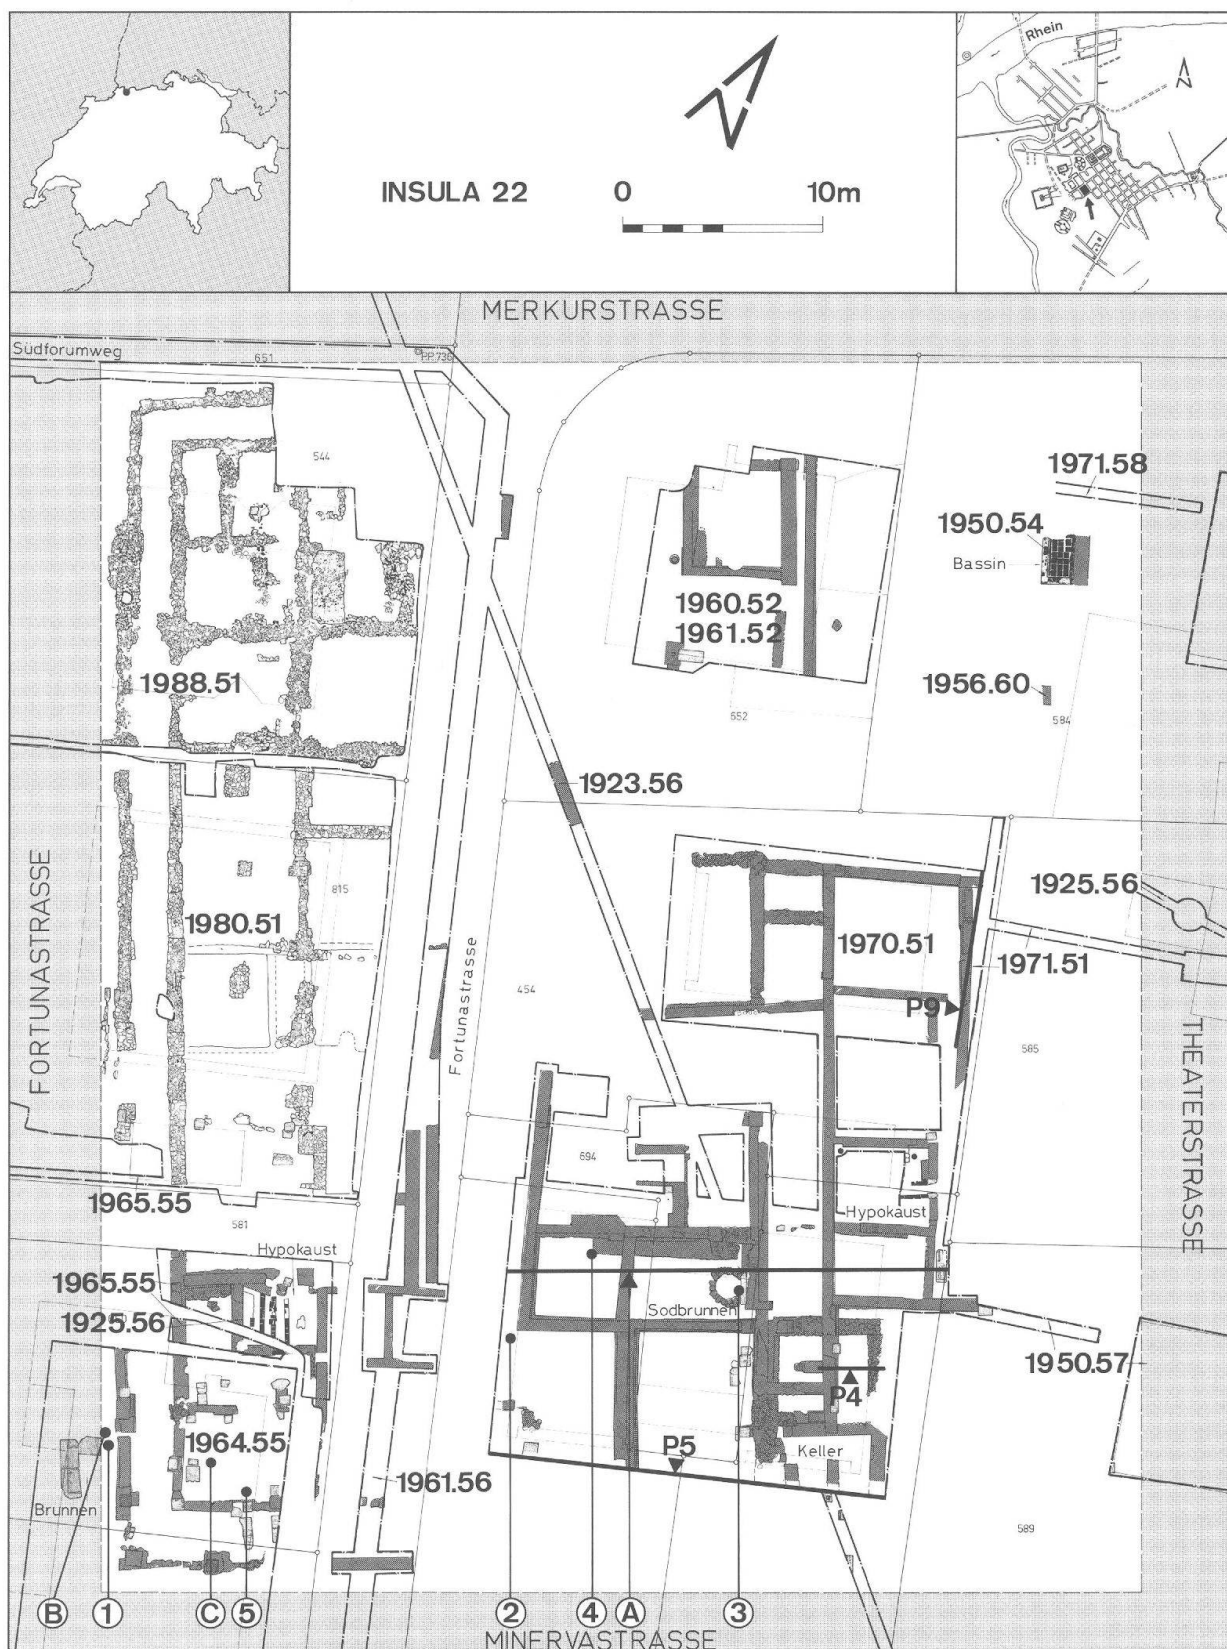 Rhein
N
INSULA 22
0 10m
MERKURSTRASSE
Südforumweg
651
P.P.730
544
1971.58
1950.54
Bassin
1960.52
1961.52
1988.51
1956.60
652
584
1923.56
FORTUNASTRASSE
815
1925.56
1980.51
1970.51
1971.51
Fortunastrasse
454
P9
585
THEATERSTRASSE
694
1965.55
581
Hypokaust
Hypokaust
1965.55
Sodbrunnen
1925.56
1950.57
P4
1964.55
P5
Keller
1961.56
Brunnen
589
B 1 C 5 2 4 A 3
MINERVASTRASSE